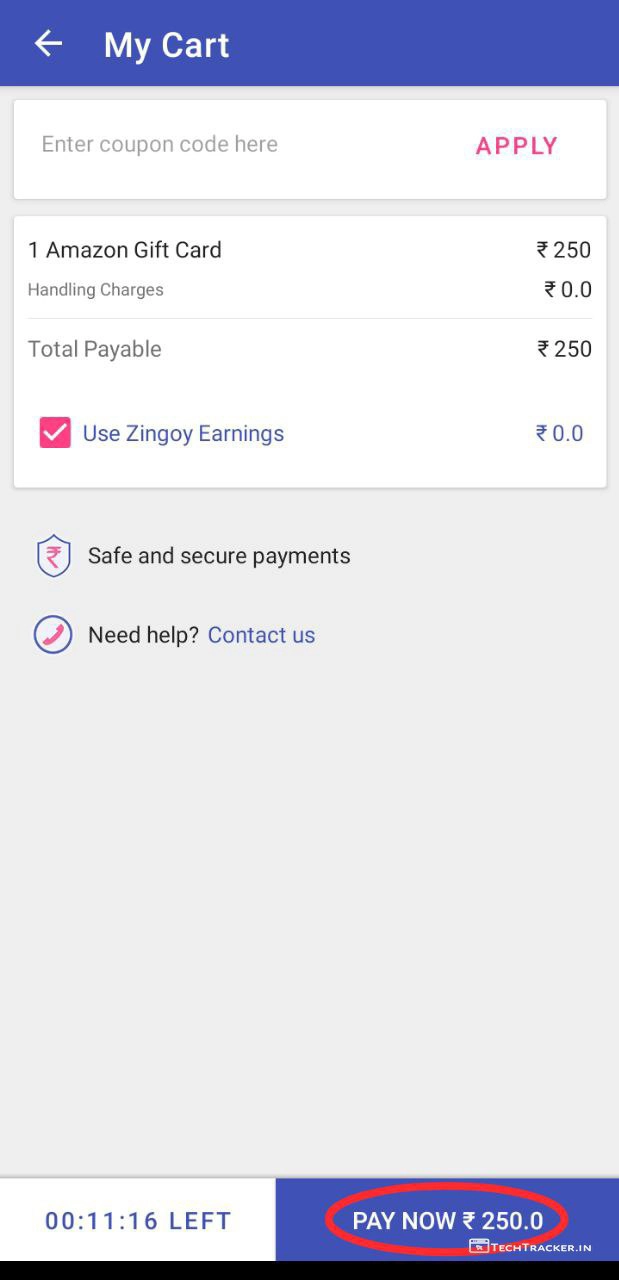 My Cart
Enter coupon code here APPLY
1 Amazon Gift Card ₹ 250
Handling Charges ₹ 0.0
Total Payable ₹ 250
Use Zingoy Earnings ₹ 0.0
Safe and secure payments
Need help? Contact us
00:11:16 LEFT PAY NOW ₹ 250.0
TECHTRACKER.IN